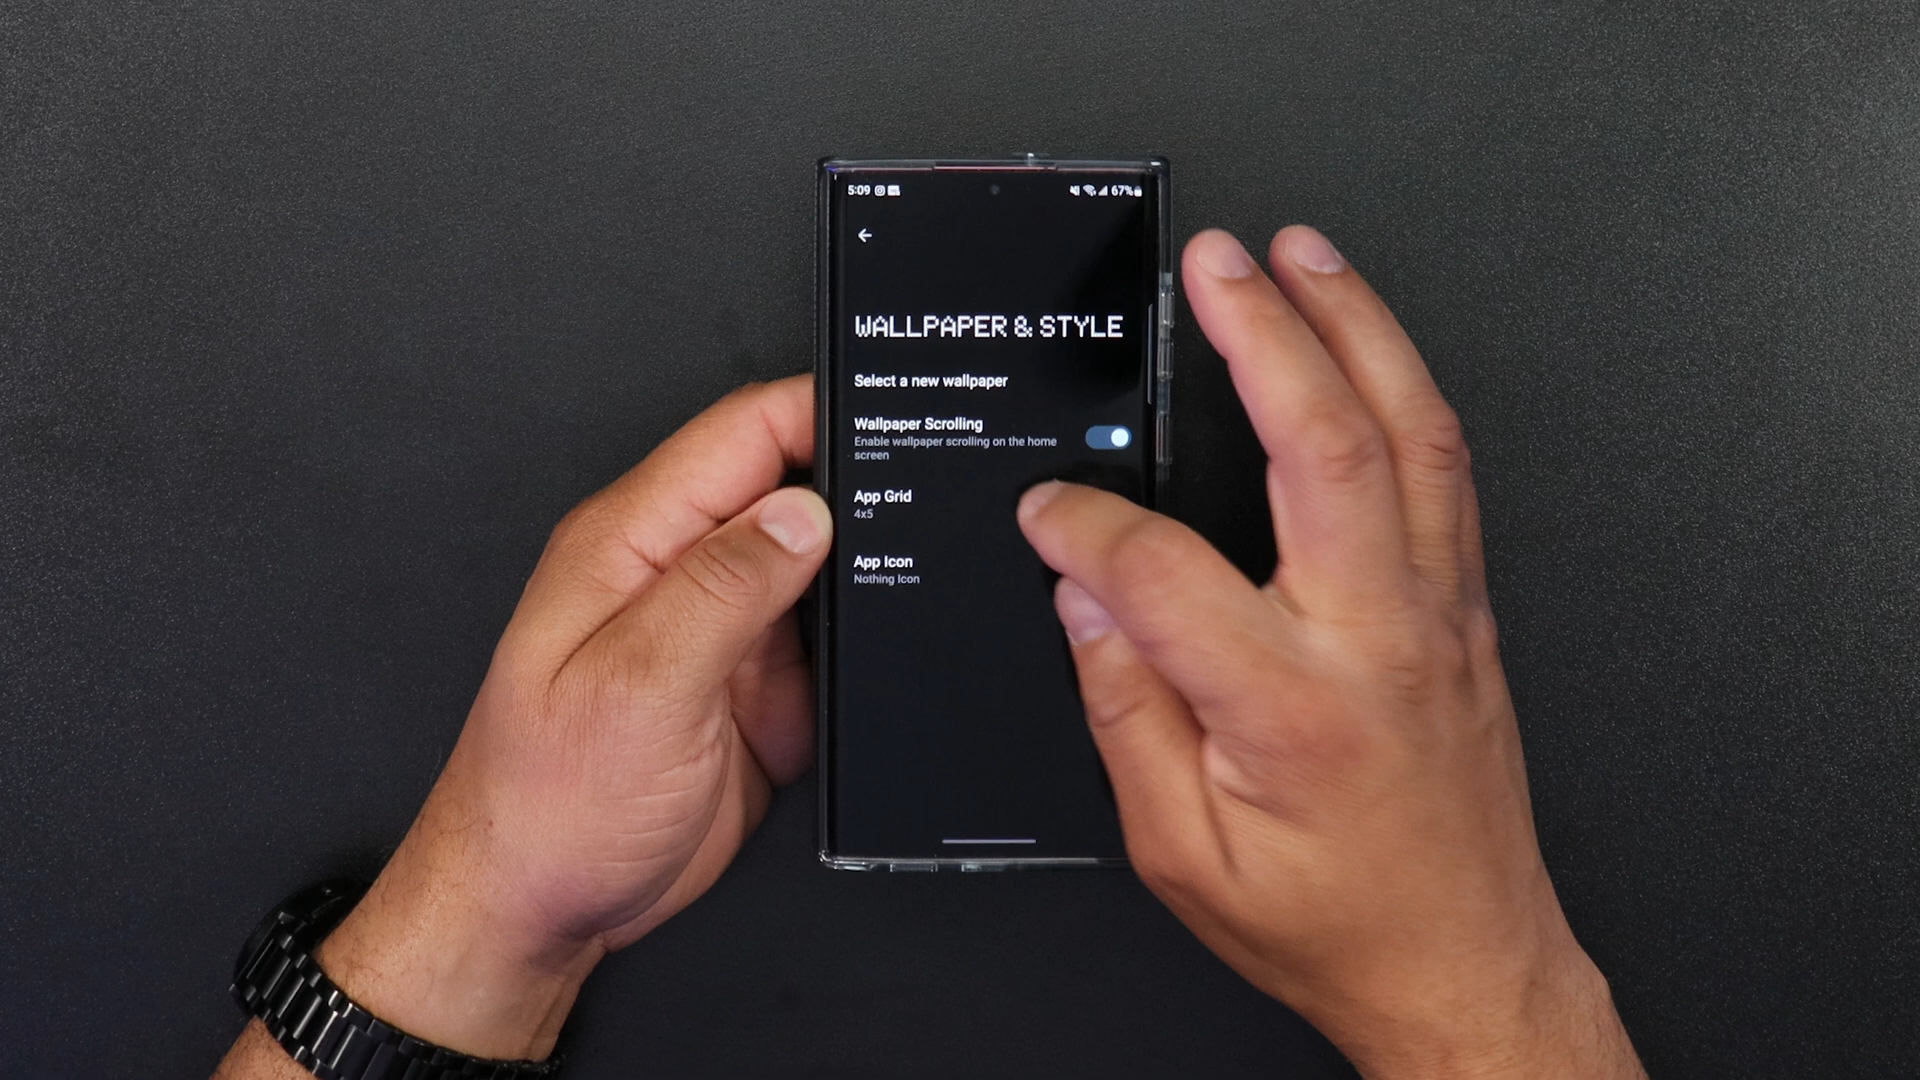 5:09 67%
WALLPAPER & STYLE
Select a new wallpaper
Wallpaper Scrolling
Enable wallpaper scrolling on the home
screen
App Grid
4x5
App Icon
Nothing Icon